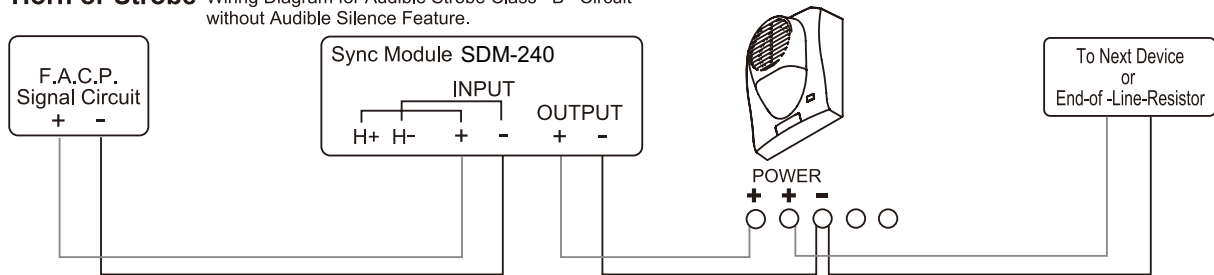 Horn or Strobe Wiring Diagram for Audible Strobe Class "B" Circuit
without Audible Silence Feature.
F.A.C.P.
Signal Circuit
+ -
Sync Module SDM-240
INPUT
OUTPUT
H+ H- + - + -
POWER
+ + -
To Next Device
or
End-of -Line-Resistor